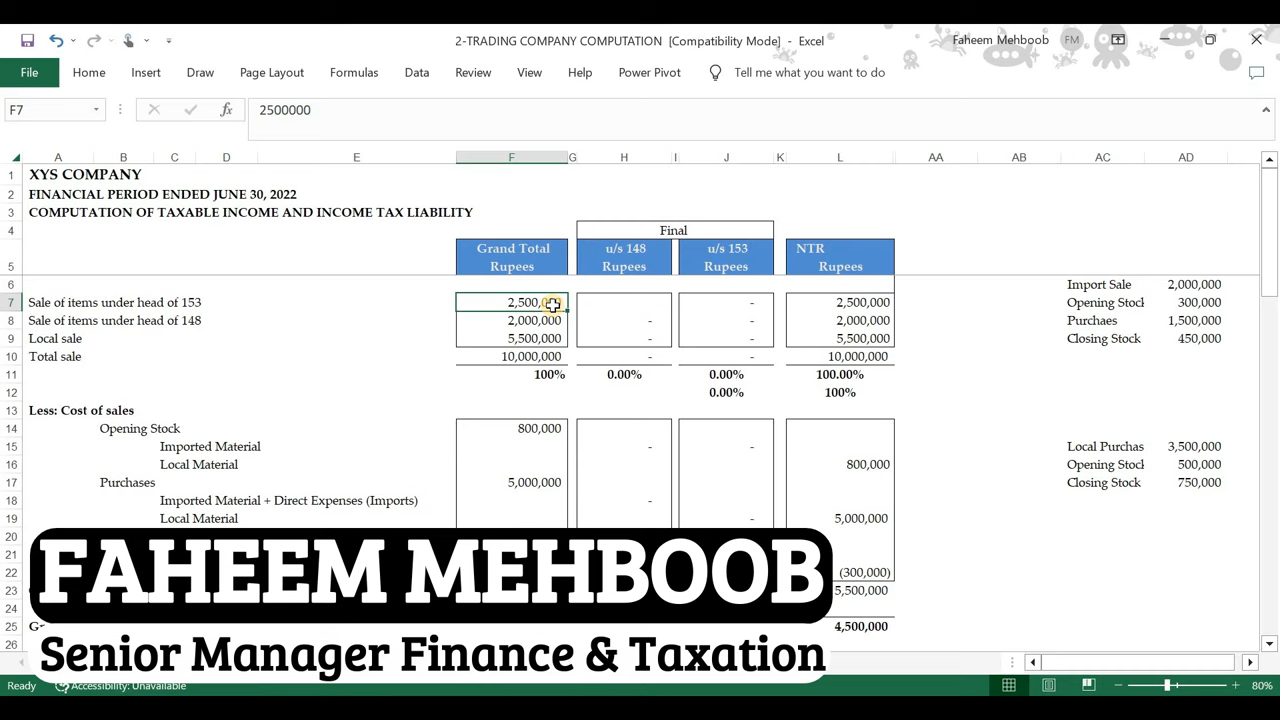 2-TRADING COMPANY COMPUTATION [Compatibility Mode] - Excel
Faheem Mehboob FM
File Home Insert Draw Page Layout Formulas Data Review View Help Power Pivot Tell me what you want to do
F7 fx 2500000
A B C D E F G H I J K L AA AB AC AD
1 XYS COMPANY
2 FINANCIAL PERIOD ENDED JUNE 30, 2022
3 COMPUTATION OF TAXABLE INCOME AND INCOME TAX LIABILITY
4 Final
Grand Total u/s 148 u/s 153 NTR
5 Rupees Rupees Rupees Rupees
6 Import Sale 2,000,000
7 Sale of items under head of 153 2,500, 0 - 2,500,000 Opening Stock 300,000
8 Sale of items under head of 148 2,000,000 - - 2,000,000 Purchaes 1,500,000
9 Local sale 5,500,000 - - 5,500,000 Closing Stock 450,000
10 Total sale 10,000,000 - - 10,000,000
11 100% 0.00% 0.00% 100.00%
12 0.00% 100%
13 Less: Cost of sales
14 Opening Stock 800,000
15 Imported Material - - Local Purchas 3,500,000
16 Local Material 800,000 Opening Stock 500,000
17 Purchases 5,000,000 Closing Stock 750,000
18 Imported Material + Direct Expenses (Imports) -
19 Local Material - 5,000,000
20
21
22 (300,000)
23 5,500,000
24
25 G 4,500,000
26
FAHEEM MEHBOOB
Senior Manager Finance & Taxation
Ready Accessibility: Unavailable 80%